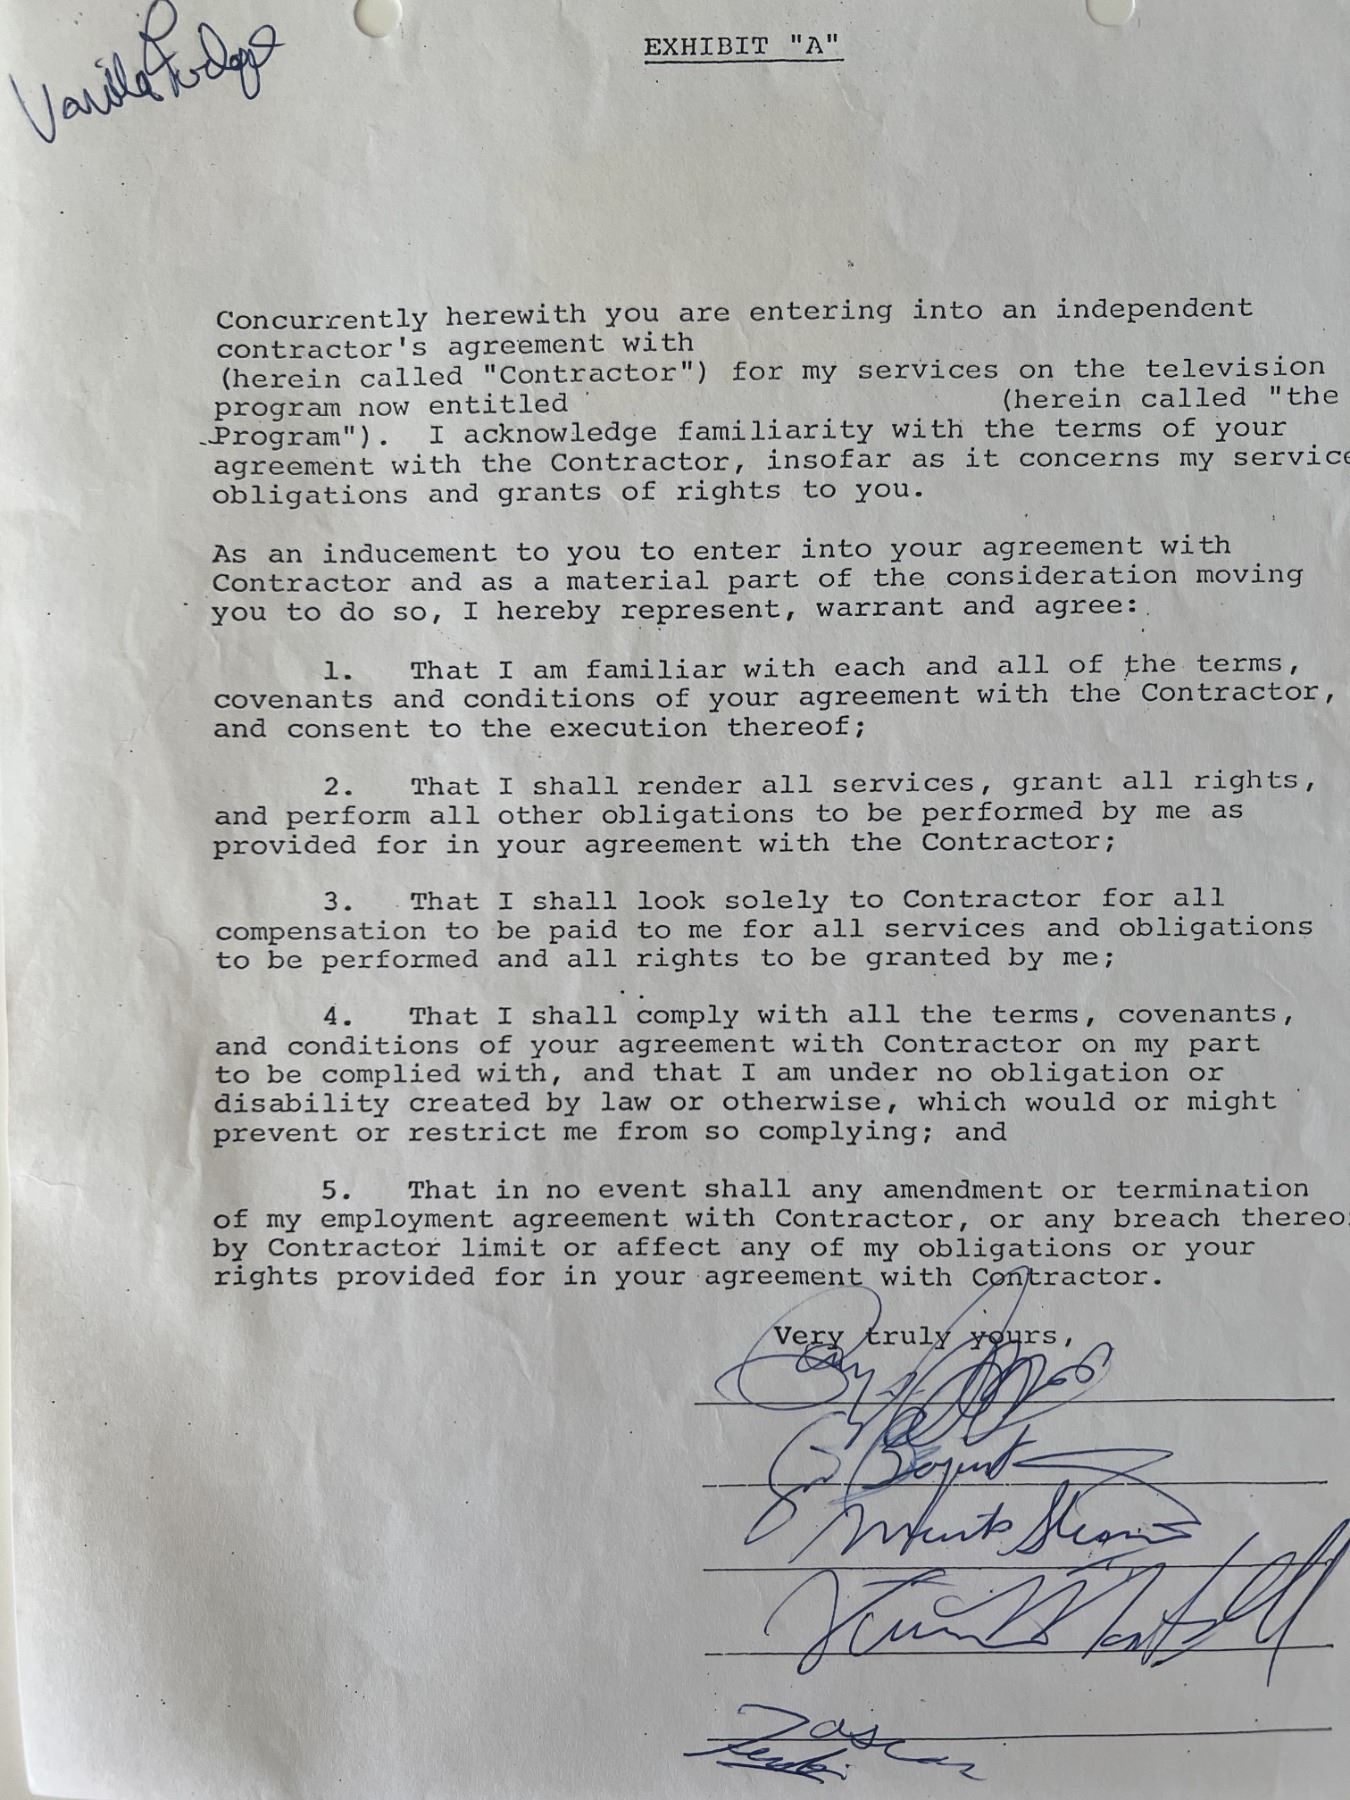 Vanilla Fudge
EXHIBIT "A"
Concurrently herewith you are entering into an independent
contractor's agreement with
(herein called "Contractor") for my services on the television
program now entitled (herein called "the
Program"). I acknowledge familiarity with the terms of your
agreement with the Contractor, insofar as it concerns my service
obligations and grants of rights to you.
As an inducement to you to enter into your agreement with
Contractor and as a material part of the consideration moving
you to do so, I hereby represent, warrant and agree:
1. That I am familiar with each and all of the terms,
covenants and conditions of your agreement with the Contractor,
and consent to the execution thereof;
2. That I shall render all services, grant all rights,
and perform all other obligations to be performed by me as
provided for in your agreement with the Contractor;
3. That I shall look solely to Contractor for all
compensation to be paid to me for all services and obligations
to be performed and all rights to be granted by me;
4. That I shall comply with all the terms, covenants,
and conditions of your agreement with Contractor on my part
to be complied with, and that I am under no obligation or
disability created by law or otherwise, which would or might
prevent or restrict me from so complying; and
5. That in no event shall any amendment or termination
of my employment agreement with Contractor, or any breach thereo
by Contractor limit or affect any of my obligations or your
rights provided for in your agreement with Contractor.
Very truly yours,
Bogert
Mark Stein
Vincent Martell